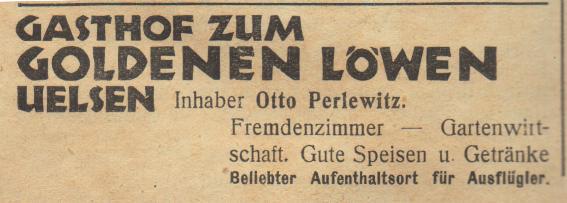 GASTHOF ZUM
GOLDENEN LÖWEN
UELSEN Inhaber Otto Perlewitz.
Fremdenzimmer — Gartenwirt-
schaft. Gute Speisen u. Getränke
Beliebter Aufenthaltsort für Ausflügler.